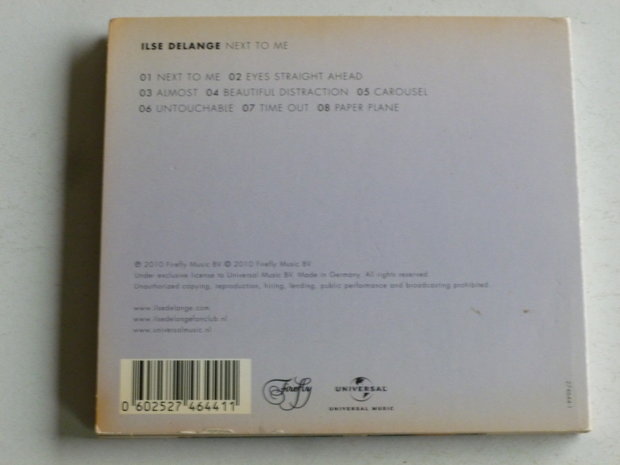 ILSE DELANGE NEXT TO ME
01 NEXT TO ME 02 EYES STRAIGHT AHEAD
03 ALMOST 04 BEAUTIFUL DISTRACTION 05 CAROUSEL
06 UNTOUCHABLE 07 TIME OUT 08 PAPER PLANE
℗ 2010 Firefly Music BV © 2010 Firefly Music BV
Under exclusive license to Universal Music BV. Made in Germany. All rights reserved.
Unauthorized copying, reproduction, hiring, lending, public performance and broadcasting prohibited.
www.ilsedelange.com
www.ilsedelangefanclub.nl
www.universalmusic.nl
0 602527 464411
Firefly
UNIVERSAL
UNIVERSAL MUSIC